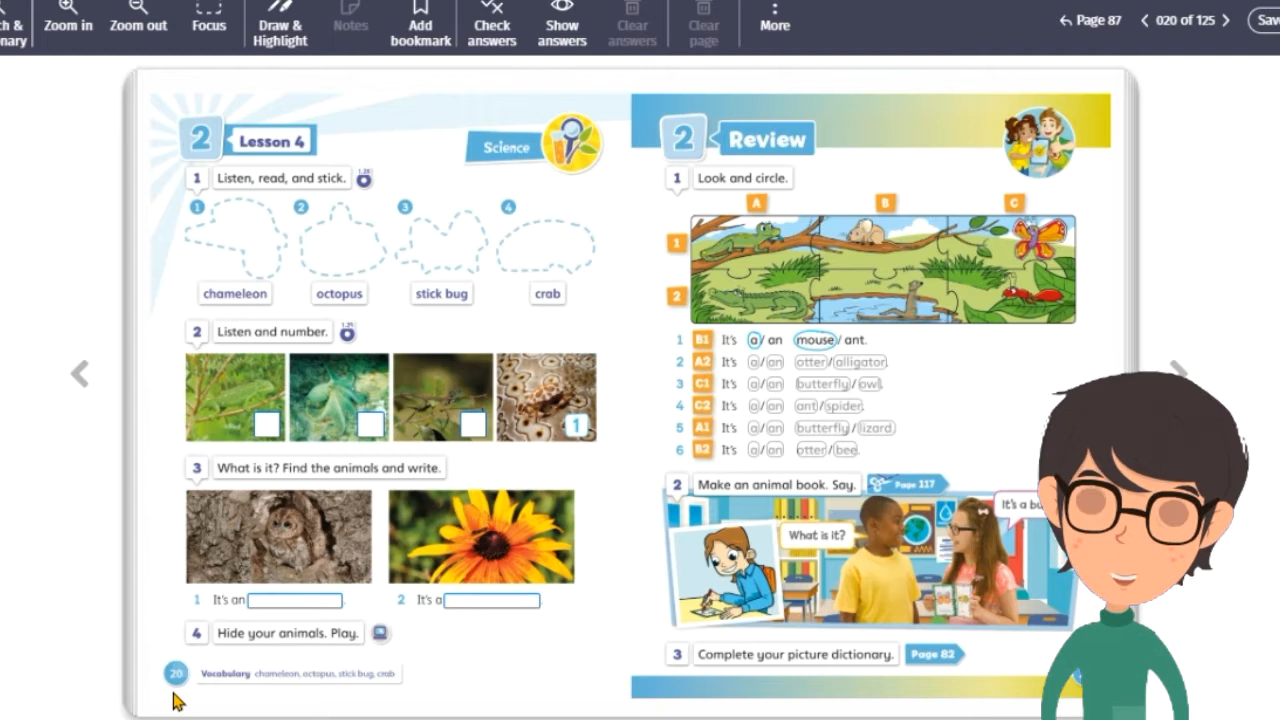 Zoom in
Zoom out
Focus
Draw &
Highlight
Notes
Add
bookmark
Check
answers
Show
answers
Clear
answers
Clear
page
More
Page 87
020 of 125
2
Lesson 4
Science
1 Listen, read, and stick.
1 2 3 4
chameleon octopus stick bug crab
2 Listen and number.
1
3 What is it? Find the animals and write.
1 It's an .
2 It's a .
4 Hide your animals. Play.
20 Vocabulary chameleon, octopus, stick bug, crab
2
Review
1 Look and circle.
A B C
1
2
1 B1 It's a / an mouse / ant.
2 A2 It's a / an otter / alligator.
3 C1 It's a / an butterfly / owl.
4 C2 It's a / an ant / spider.
5 A1 It's a / an butterfly / lizard.
6 B2 It's a / an otter / bee.
2 Make an animal book. Say. Page 117
What is it?
It's a
3 Complete your picture dictionary. Page 82